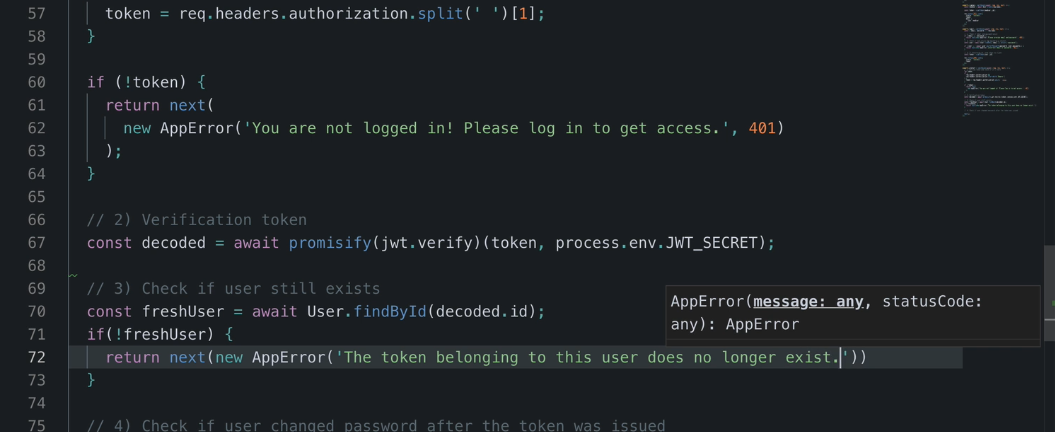 57 token = req.headers.authorization.split(' ')[1];
58 }
59
60 if (!token) {
61 return next(
62 new AppError('You are not logged in! Please log in to get access.', 401)
63 );
64 }
65
66 // 2) Verification token
67 const decoded = await promisify(jwt.verify)(token, process.env.JWT_SECRET);
68
69 // 3) Check if user still exists
70 const freshUser = await User.findById(decoded.id);
71 if(!freshUser) {
AppError(message: any, statusCode:
any): AppError
72 return next(new AppError('The token belonging to this user does no longer exist.'))
73 }
74
75 // 4) Check if user changed password after the token was issued